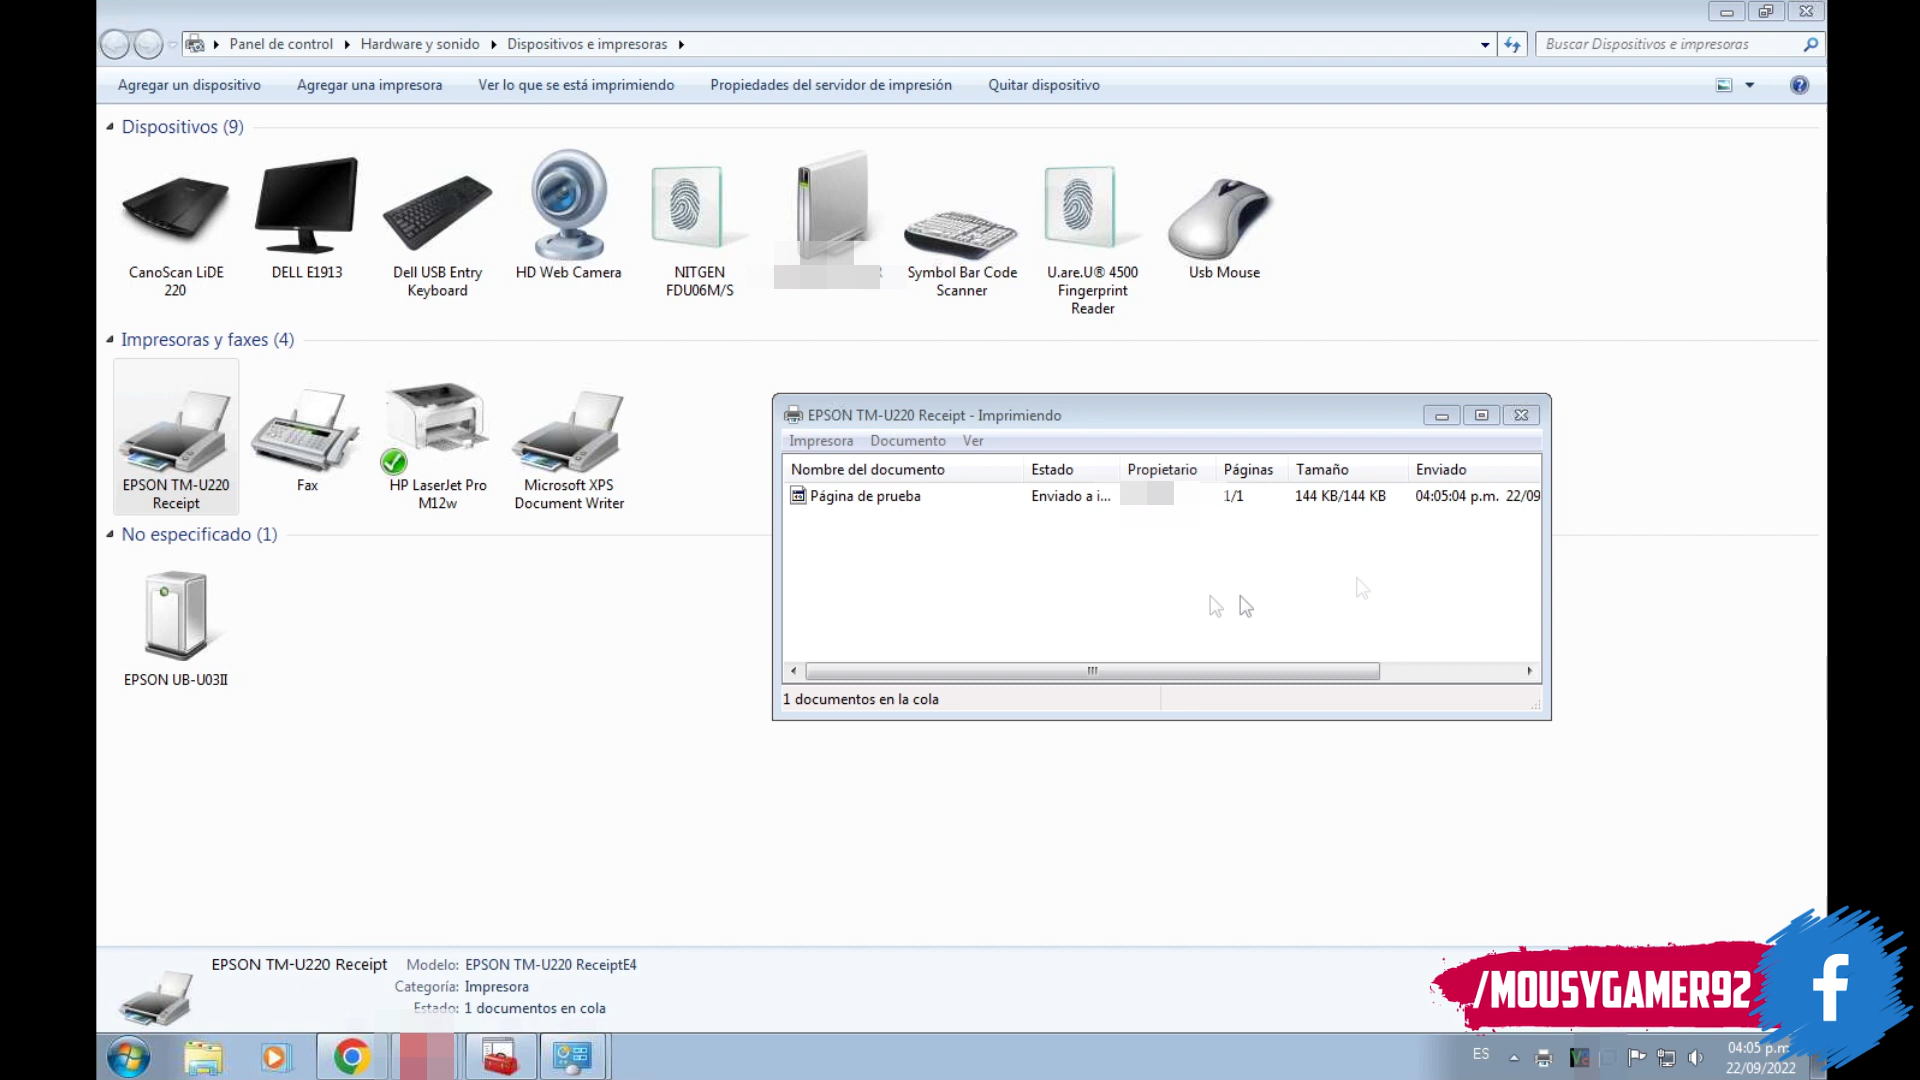 Panel de control
Hardware y sonido
Dispositivos e impresoras
Buscar Dispositivos e impresoras
Agregar un dispositivo
Agregar una impresora
Ver lo que se está imprimiendo
Propiedades del servidor de impresión
Quitar dispositivo
Dispositivos (9)
CanoScan LiDE
220
DELL E1913
Dell USB Entry
Keyboard
HD Web Camera
NITGEN
FDU06M/S
Symbol Bar Code
Scanner
U.are.U® 4500
Fingerprint
Reader
Usb Mouse
Impresoras y faxes (4)
EPSON TM-U220
Receipt
Fax
HP LaserJet Pro
M12w
Microsoft XPS
Document Writer
EPSON TM-U220 Receipt - Imprimiendo
Impresora Documento Ver
Nombre del documento Estado Propietario Páginas Tamaño Enviado
Página de prueba Enviado a i... 1/1 144 KB/144 KB 04:05:04 p.m. 22/09
1 documentos en la cola
No especificado (1)
EPSON UB-U03II
EPSON TM-U220 Receipt
Modelo: EPSON TM-U220 ReceiptE4
Categoría: Impresora
Estado: 1 documentos en cola
/MOUSYGAMER92
f
ES
04:05 p.m.
22/09/2022